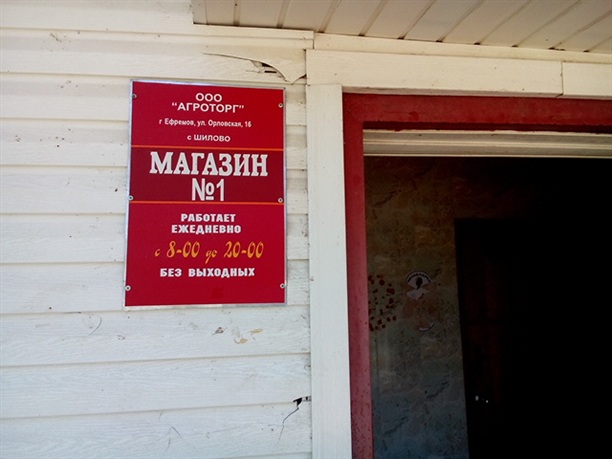 ООО
"АГРОТОРГ"
г Ефремов, ул. Орловская, 16
с ШИЛОВО
МАГАЗИН
№1
РАБОТАЕТ
ЕЖЕДНЕВНО
с 8-00 до 20-00
БЕЗ ВЫХОДНЫХ